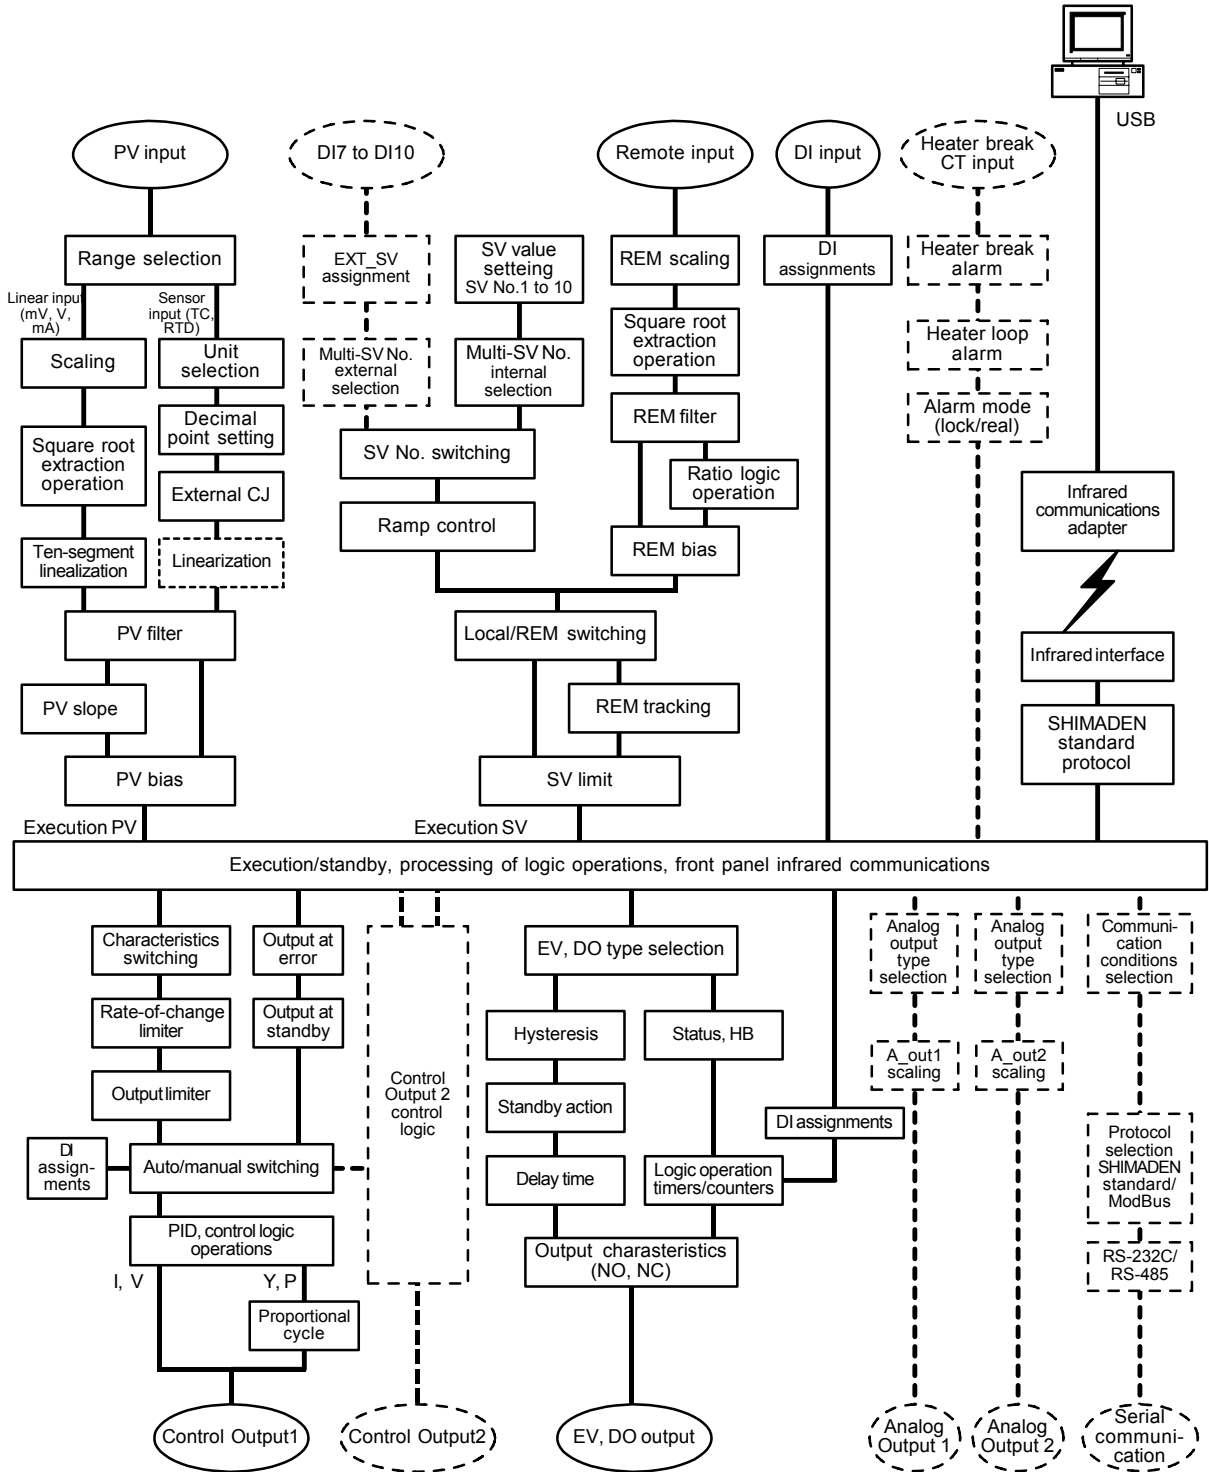 USB
PV input
DI7 to DI10
Remote input
DI input
Heater break
CT input
Range selection
EXT_SV
assignment
SV value
setteing
SV No.1 to 10
REM scaling
DI
assignments
Heater break
alarm
Linear input
(mV, V,
mA)
Sensor
input (TC,
RTD)
Scaling
Unit
selection
Multi-SV No.
external
selection
Multi-SV No.
internal
selection
Square root
extraction
operation
Heater loop
alarm
Decimal
point setting
REM filter
Alarm mode
(lock/real)
Square root
extraction
operation
SV No. switching
External CJ
Ratio logic
operation
Infrared
communications
adapter
Ramp control
Ten-segment
linealization
Linearization
REM bias
PV filter
Local/REM switching
Infrared interface
PV slope
REM tracking
SHIMADEN
standard
protocol
PV bias
SV limit
Execution PV
Execution SV
Execution/standby, processing of logic operations, front panel infrared communications
Characteristics
switching
Output at
error
EV, DO type selection
Analog
output
type
selection
Analog
output
type
selection
Communi-
cation
conditions
selection
Rate-of-change
limiter
Output at
standby
Hysteresis
Status, HB
A_out1
scaling
A_out2
scaling
Output limiter
Control
Output 2
control
logic
Standby action
DI assignments
DI
assign-
ments
Auto/manual switching
Delay time
Logic operation
timers/counters
Protocol
selection
SHIMADEN
standard/
ModBus
PID, control logic
operations
Output charasteristics
(NO, NC)
RS-232C/
RS-485
I, V
Y, P
Proportional
cycle
Control Output1
Control Output2
EV, DO output
Analog
Output 1
Analog
Output 2
Serial
communi-
cation